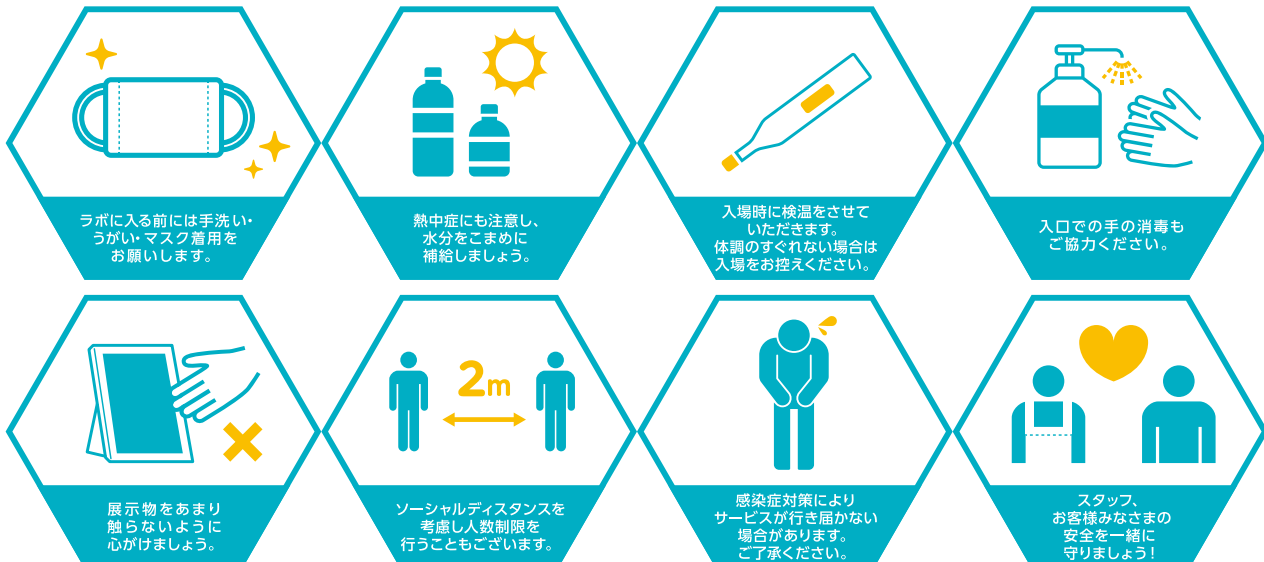 ラボに入る前には手洗い・
うがい・マスク着用を
お願いします。
熱中症にも注意し、
水分をこまめに
補給しましょう。
入場時に検温をさせて
いただきます。
体調のすぐれない場合は
入場をお控えください。
入口での手の消毒も
ご協力ください。
展示物をあまり
触らないように
心がけましょう。
2m
ソーシャルディスタンスを
考慮し人数制限を
行うこともございます。
感染症対策により
サービスが行き届かない
場合があります。
ご了承ください。
スタッフ、
お客様みなさまの
安全を一緒に
守りましょう!